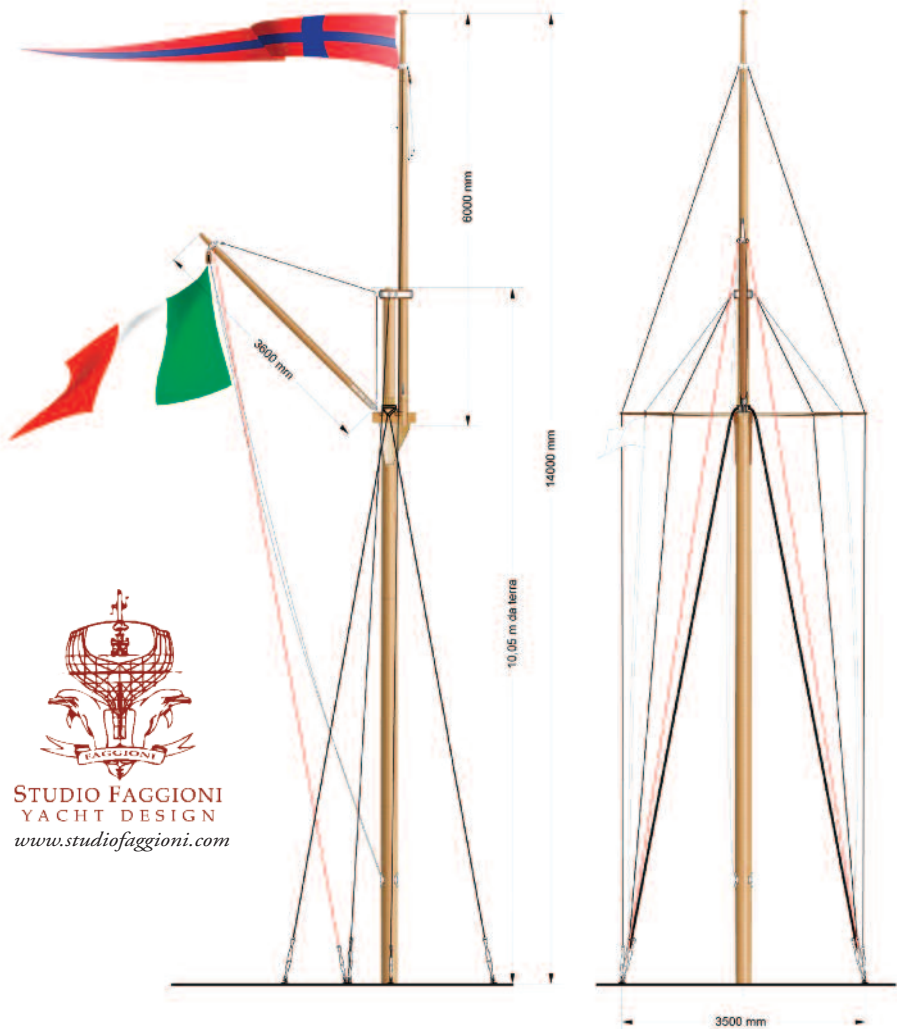 6000 mm
3600 mm
14000 mm
10,05 m da terra
FAGGIONI
STUDIO FAGGIONI
YACHT DESIGN
www.studiofaggioni.com
3500 mm